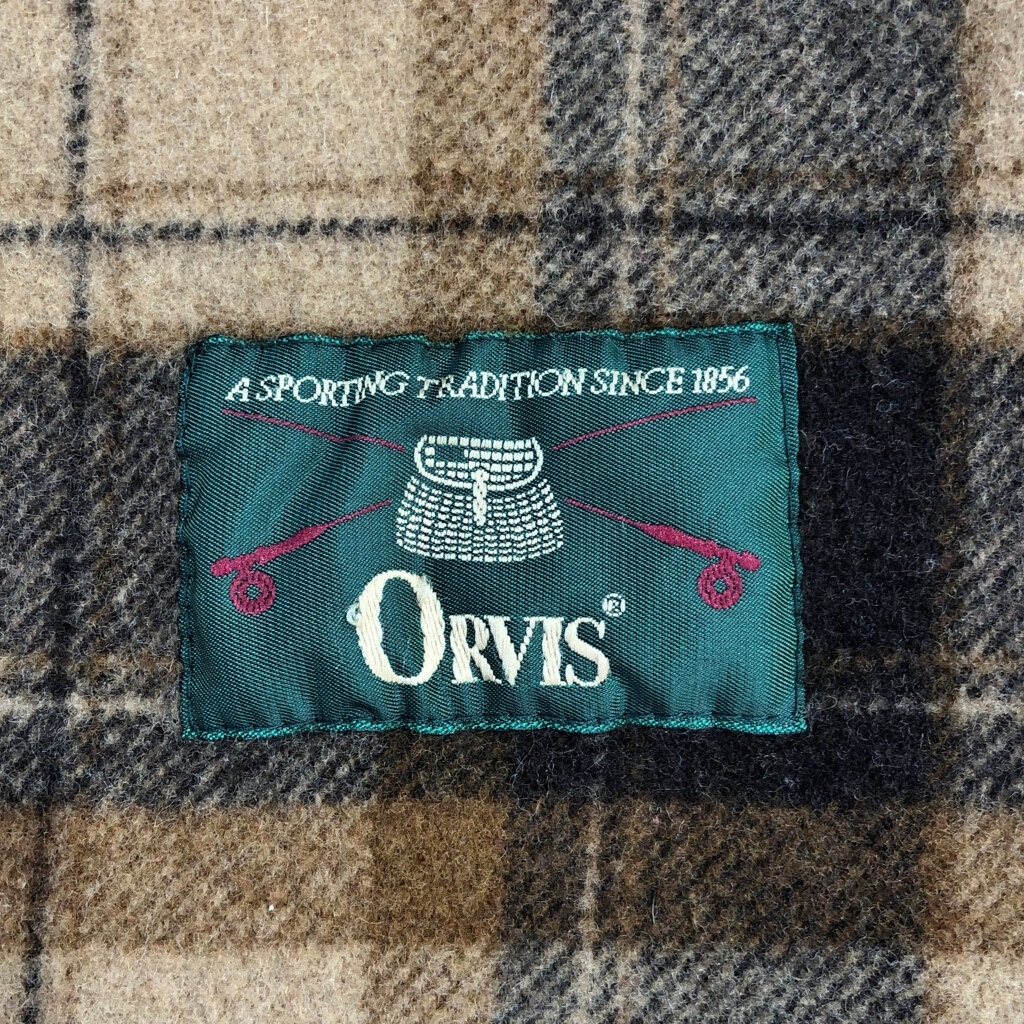 A SPORTING TRADITION SINCE 1856
ORVIS®